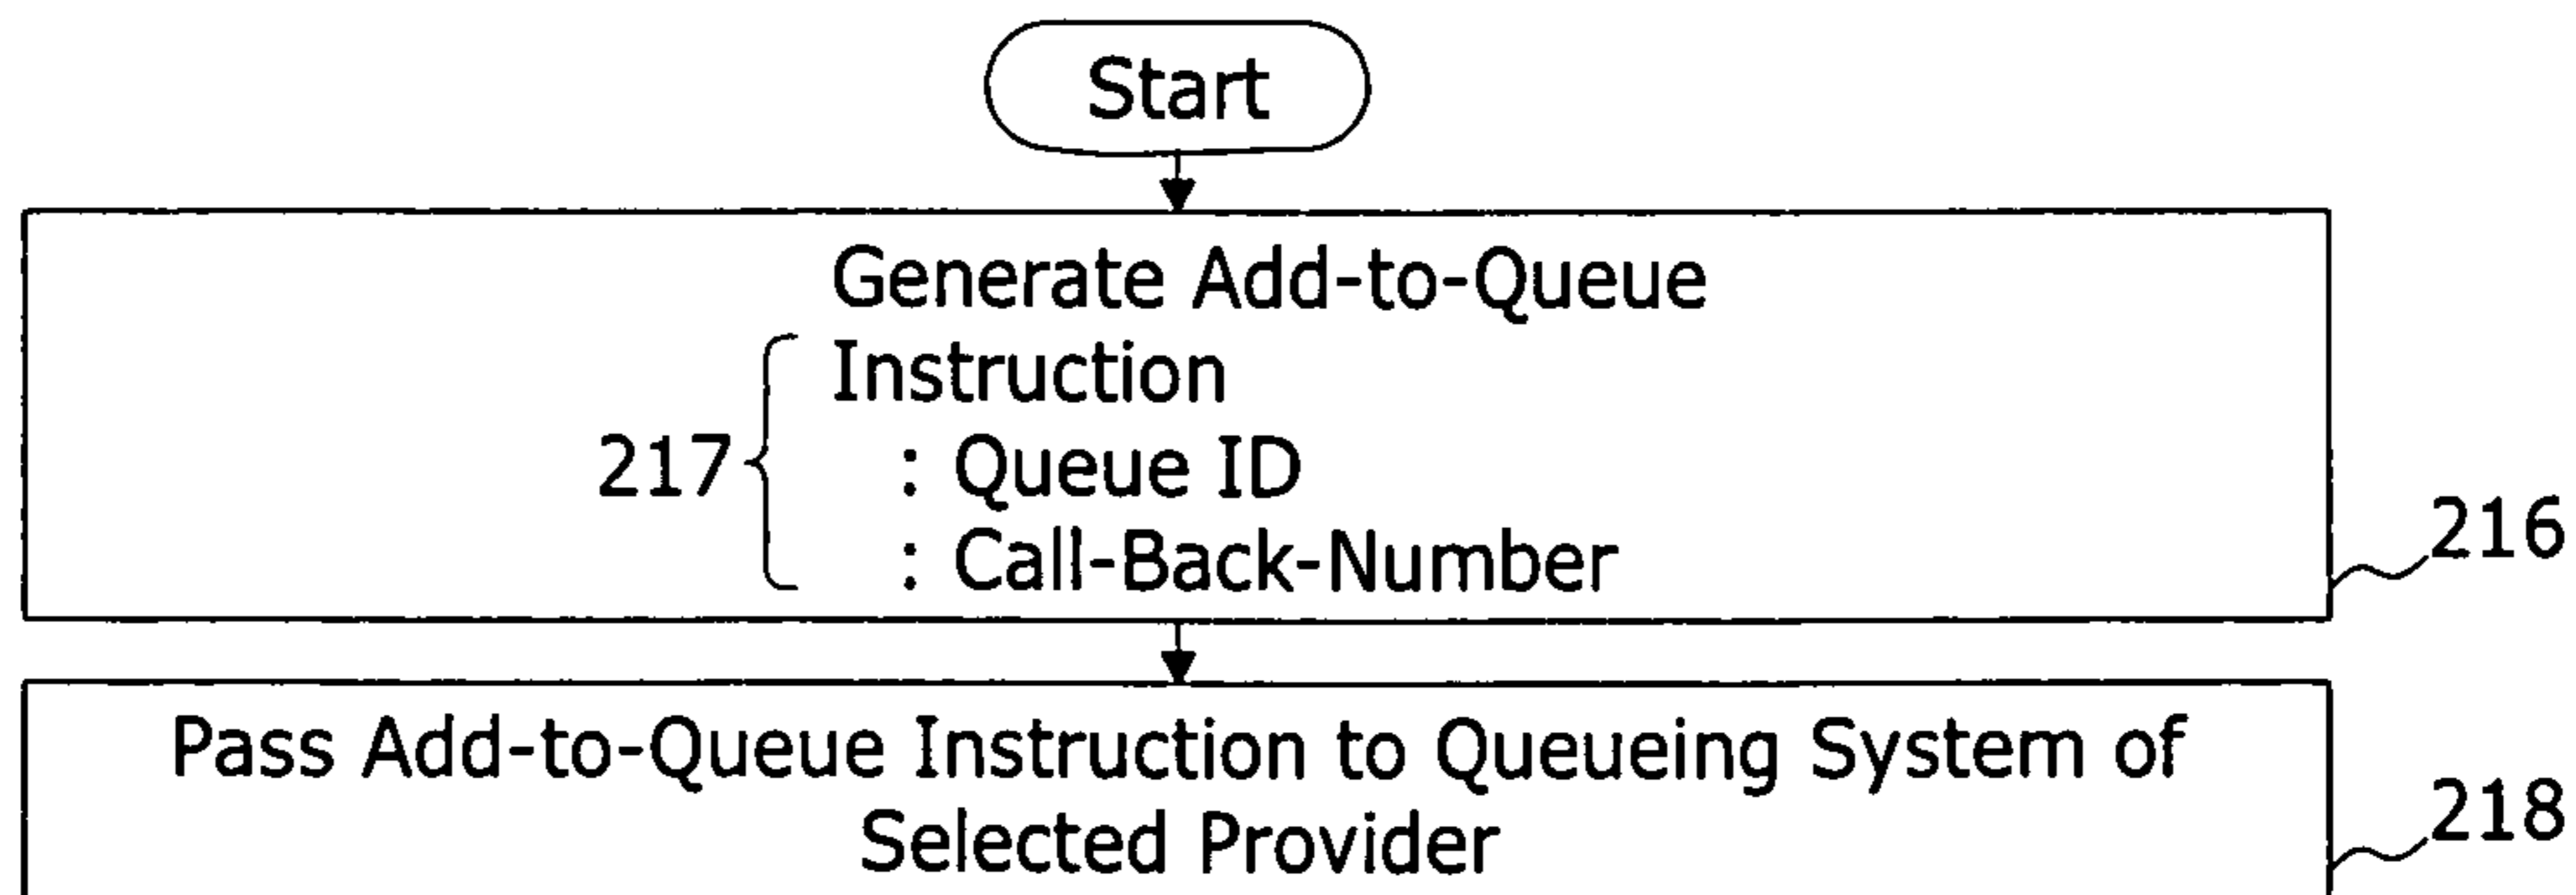 Start
Generate Add-to-Queue
Instruction
217
: Queue ID
: Call-Back-Number
216
Pass Add-to-Queue Instruction to Queueing System of
Selected Provider
218